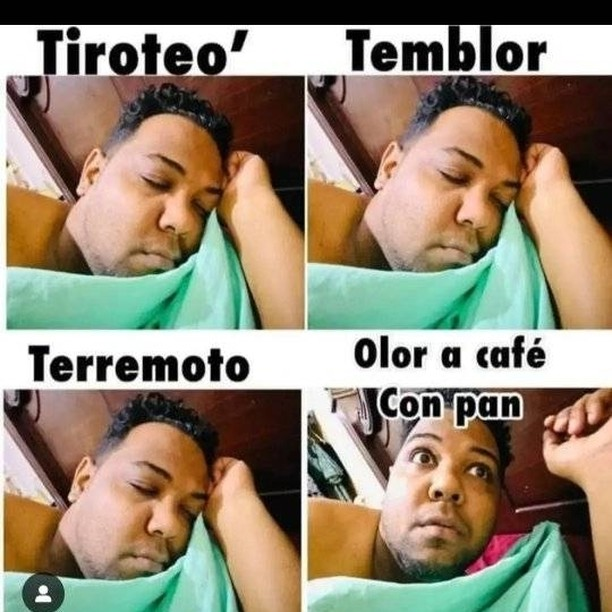 Tiroteo’
Temblor
Terremoto
Olor a café
Con pan